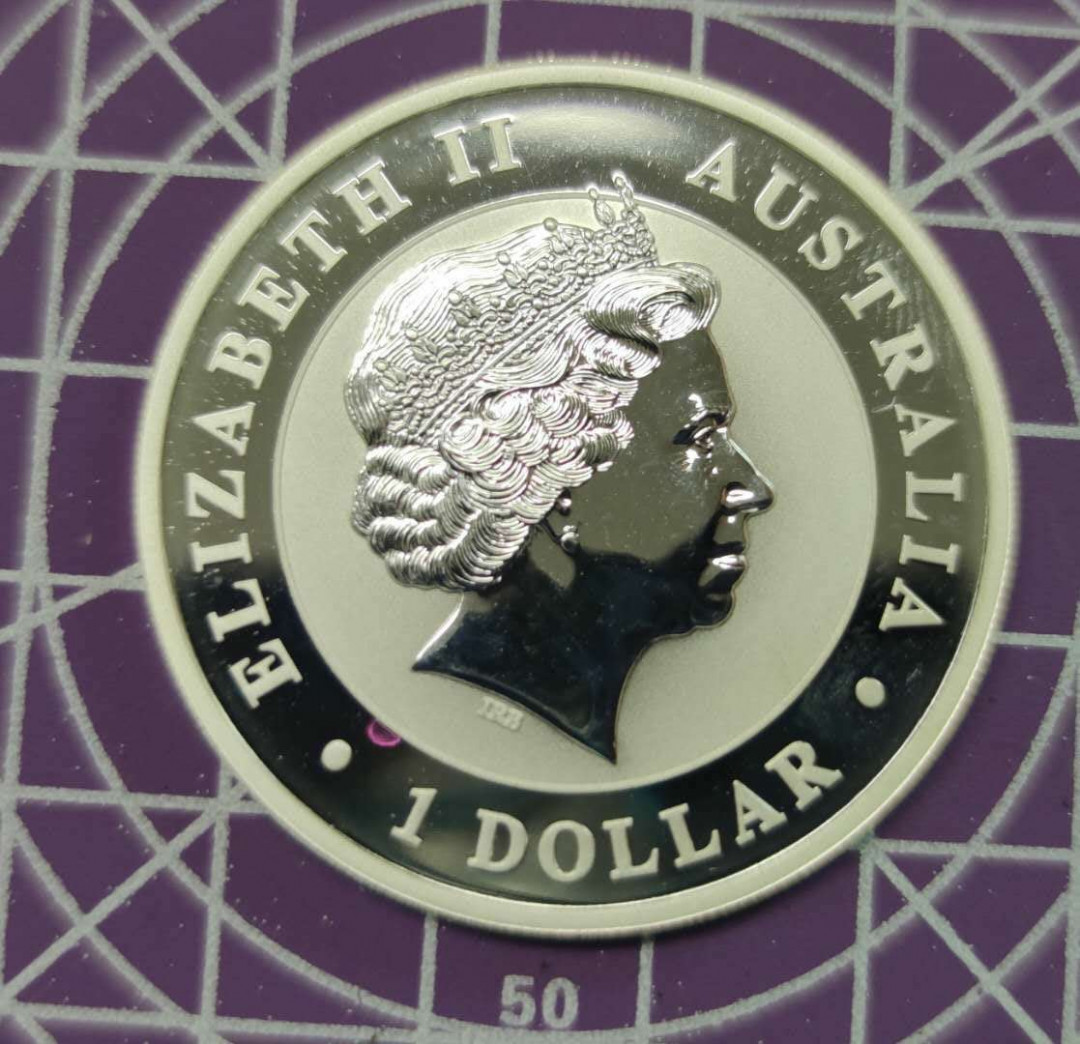 ELIZABETH II
AUSTRALIA
IRB
1 DOLLAR
50